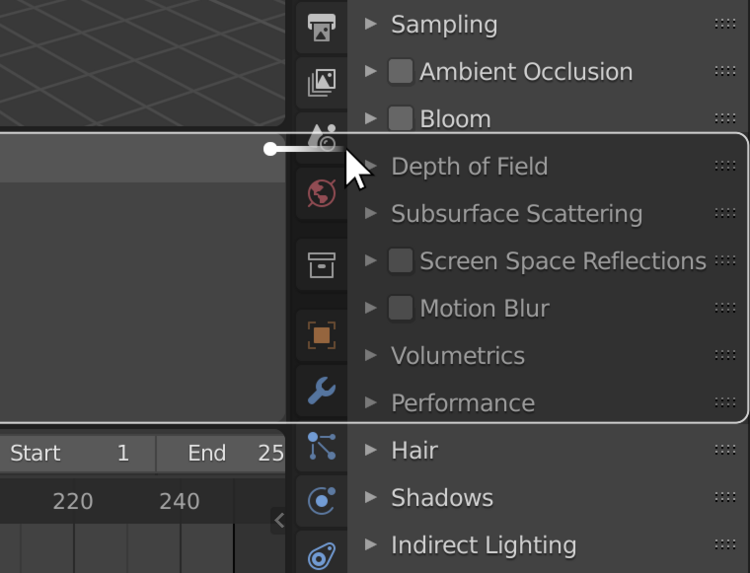 Sampling
Ambient Occlusion
Bloom
Depth of Field
Subsurface Scattering
Screen Space Reflections
Motion Blur
Volumetrics
Performance
Start 1 End 25
Hair
220 240
Shadows
Indirect Lighting